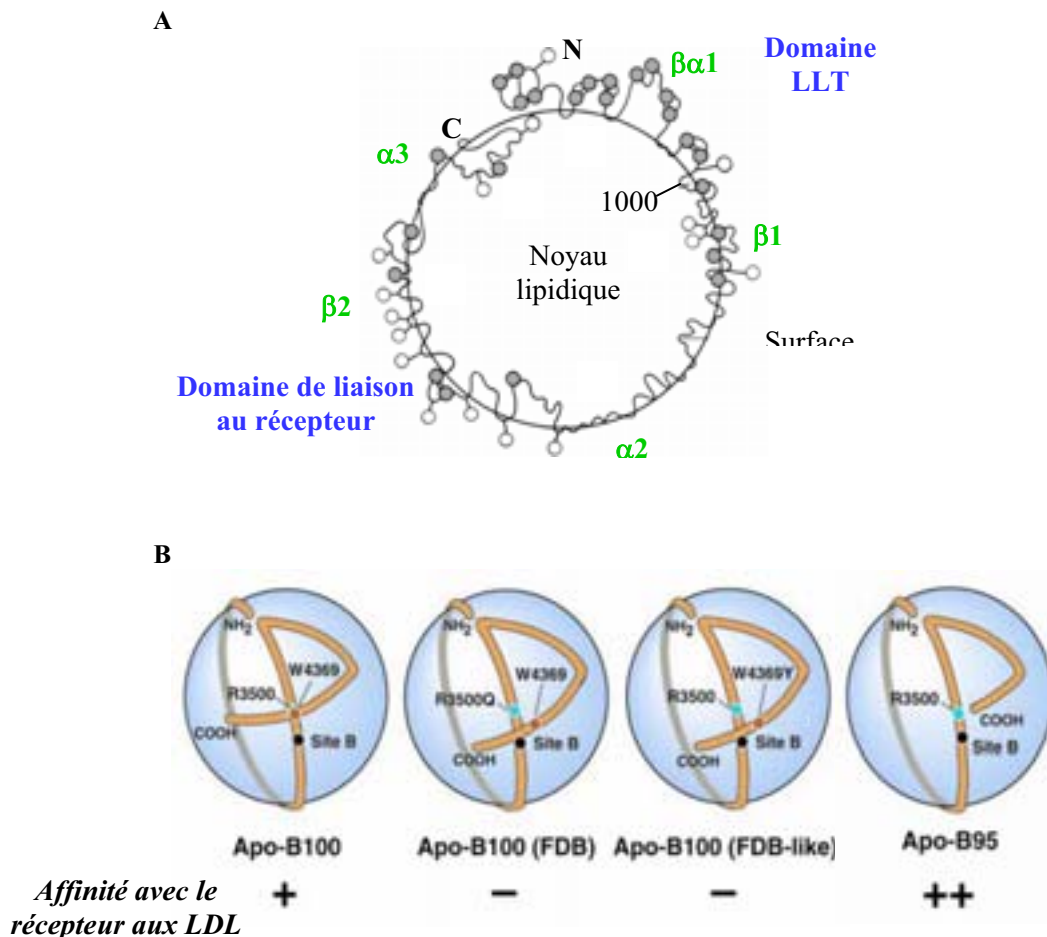 A
N
βα1
Domaine
LLT
C
α3
1000
β1
Noyau
lipidique
β2
Surface
Domaine de liaison
au récepteur
α2
B
NH2
W4369
R3500
COOH
Site B
Apo-B100
NH2
W4369
R3500Q
Site B
COOH
Apo-B100 (FDB)
NH2
W4369Y
R3500
Site B
COOH
Apo-B100 (FDB-like)
NH2
R3500
COOH
Site B
Apo-B95
Affinité avec le
récepteur aux LDL
+
−
−
++